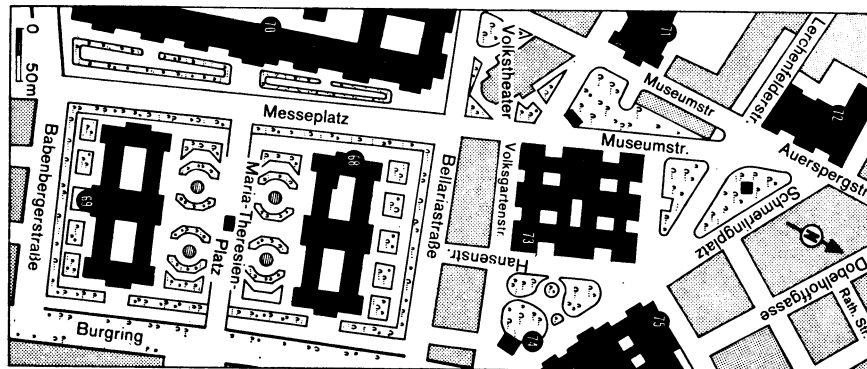 70
71
Lerchenfelderstr.
0
50m
Volkstheater
Museumstr
72
Messeplatz
Museumstr.
Auerspergstr.
Babenbergerstraße
68
Bellariastraße
Volksgartenstr.
69
Maria-Theresien-
Platz
73
Hansenstr.
Schmerlingplatz
N
Dobelhoffgasse
Rath. Str.
Burgring
74
75